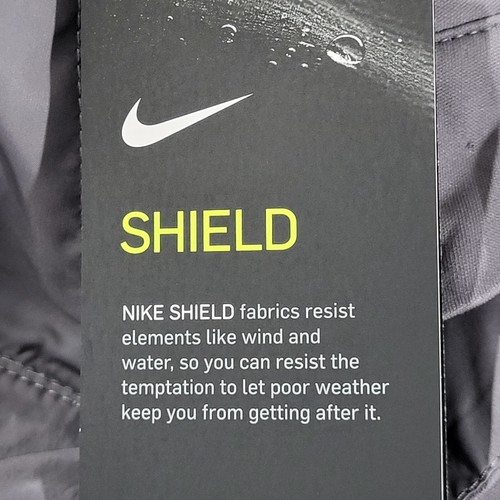 SHIELD
NIKE SHIELD fabrics resist
elements like wind and
water, so you can resist the
temptation to let poor weather
keep you from getting after it.